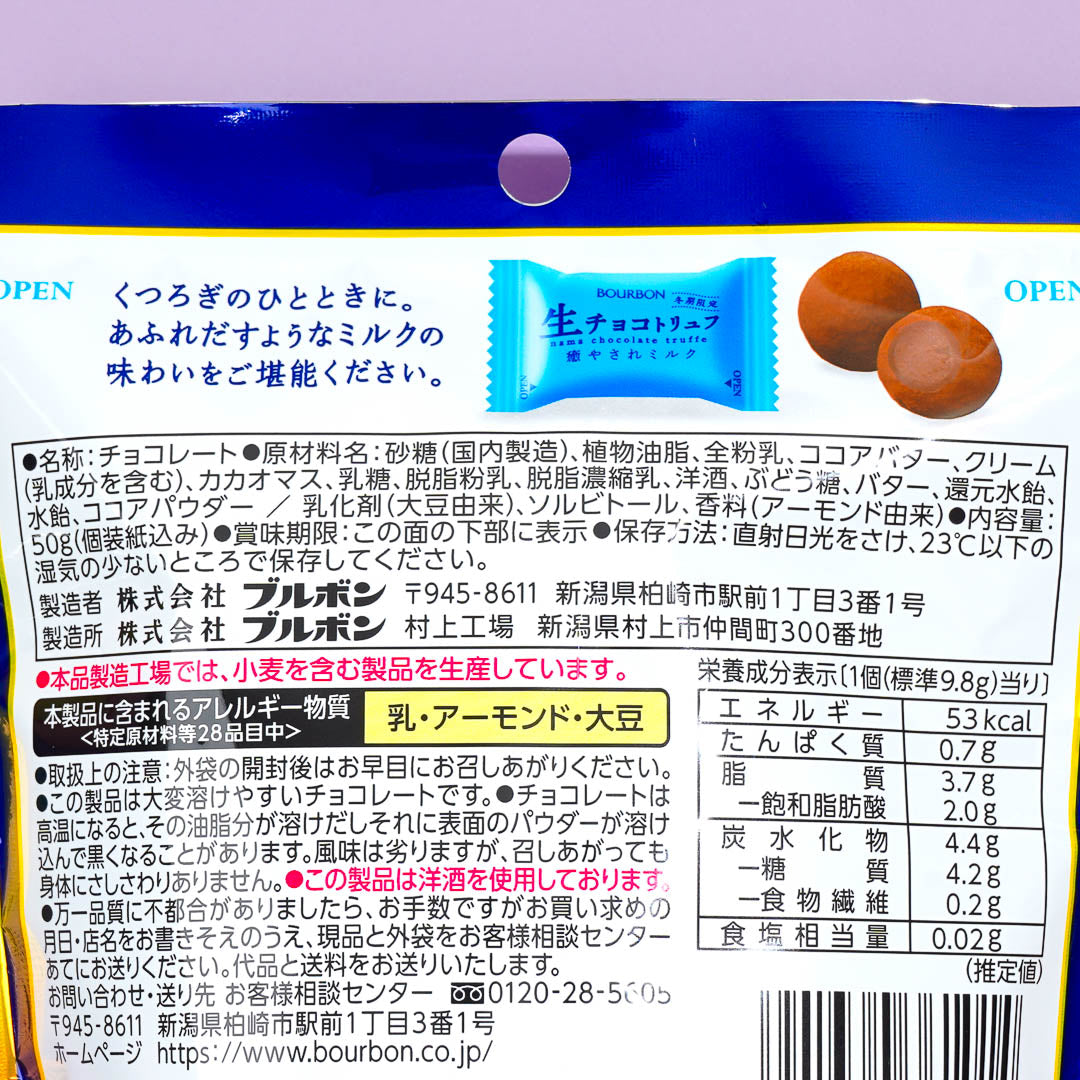 OPEN
くつろぎのひとときに。
あふれだすようなミルクの
味わいをご堪能ください。
BOURBON
冬期限定
生チョコトリュフ
nama chocolate truffe
癒やされミルク
OPEN
OPEN
OPEN
●名称:チョコレート●原材料名:砂糖(国内製造)、植物油脂、全粉乳、ココアバター、クリーム
(乳成分を含む)、カカオマス、乳糖、脱脂粉乳、脱脂濃縮乳、洋酒、ぶどう糖、バター、還元水飴、
水飴、ココアパウダー / 乳化剤(大豆由来)、ソルビトール、香料(アーモンド由来)●内容量:
50g(個装紙込み)●賞味期限:この面の下部に表示●保存方法:直射日光をさけ、23℃以下の
湿気の少ないところで保存してください。
製造者 株式会社 ブルボン 〒945-8611 新潟県柏崎市駅前1丁目3番1号
製造所 株式会社 ブルボン 村上工場 新潟県村上市仲間町300番地
●本品製造工場では、小麦を含む製品を生産しています。
本製品に含まれるアレルギー物質
<特定原材料等28品目中>
乳・アーモンド・大豆
●取扱上の注意:外袋の開封後はお早目にお召しあがりください。
●この製品は大変溶けやすいチョコレートです。●チョコレートは
高温になると、その油脂分が溶けだしそれに表面のパウダーが溶け
込んで黒くなることがあります。風味は劣りますが、召しあがっても
身体にさしさわりありません。●この製品は洋酒を使用しております。
●万一品質に不都合がありましたら、お手数ですがお買い求めの
月日・店名をお書きそえのうえ、現品と外袋をお客様相談センター
あてにお送りください。代品と送料をお送りいたします。
お問い合わせ・送り先 お客様相談センター 0120-28-5605
〒945-8611 新潟県柏崎市駅前1丁目3番1号
ホームページ https://www.bourbon.co.jp/
栄養成分表示〔1個(標準9.8g)当り〕
エネルギー 53kcal
たんぱく質 0.7g
脂質 3.7g
ー飽和脂肪酸 2.0g
炭水化物 4.4g
ー糖質 4.2g
ー食物繊維 0.2g
食塩相当量 0.02g
(推定値)